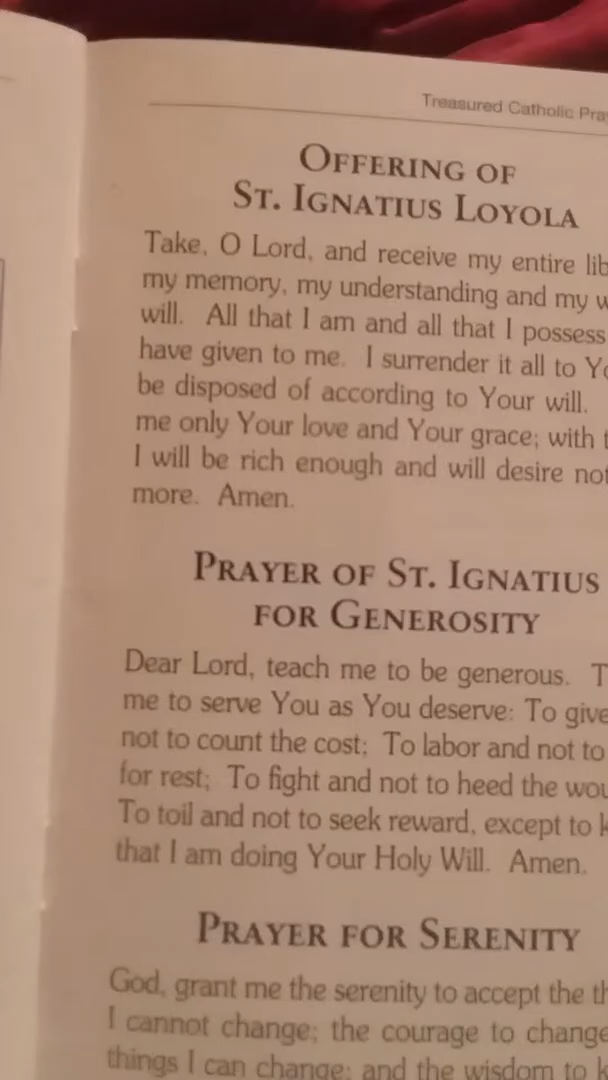 Treasured Catholic Pra
OFFERING OF
ST. IGNATIUS LOYOLA
Take, O Lord, and receive my entire lib
my memory, my understanding and my w
will. All that I am and all that I possess
have given to me. I surrender it all to Yo
be disposed of according to Your will.
me only Your love and Your grace; with t
I will be rich enough and will desire not
more. Amen.
PRAYER OF ST. IGNATIUS
FOR GENEROSITY
Dear Lord, teach me to be generous. T
me to serve You as You deserve: To give
not to count the cost; To labor and not to
for rest; To fight and not to heed the wou
To toil and not to seek reward, except to k
that I am doing Your Holy Will. Amen.
PRAYER FOR SERENITY
God, grant me the serenity to accept the th
I cannot change; the courage to change
things I can change; and the wisdom to k